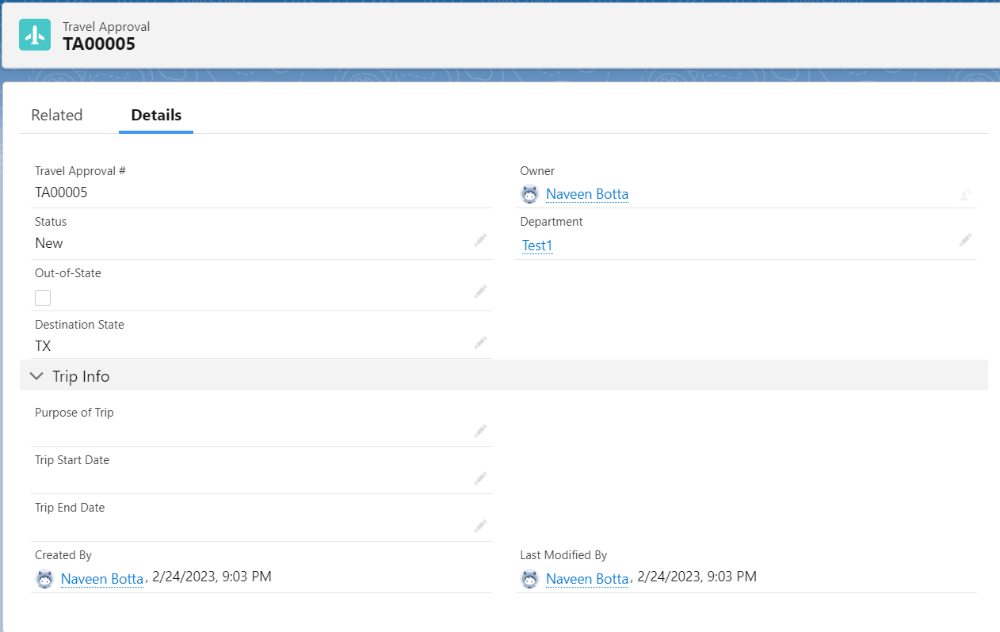 Travel Approval
TA00005
Related
Details
Travel Approval #
TA00005
Owner
Naveen Botta
Status
New
Department
Test1
Out-of-State
Destination State
TX
Trip Info
Purpose of Trip
Trip Start Date
Trip End Date
Created By
Naveen Botta, 2/24/2023, 9:03 PM
Last Modified By
Naveen Botta, 2/24/2023, 9:03 PM